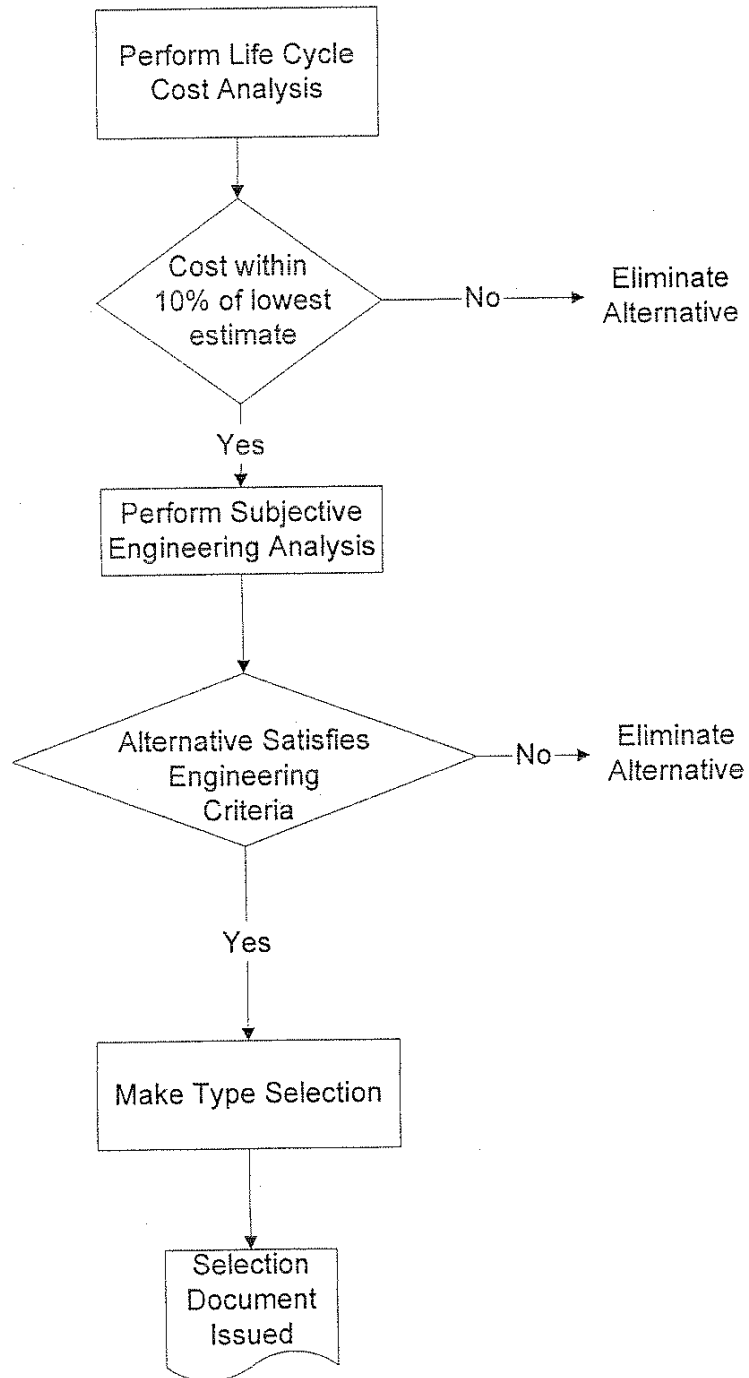 Perform Life Cycle
Cost Analysis
Cost within
10% of lowest
estimate
No
Eliminate
Alternative
Yes
Perform Subjective
Engineering Analysis
Alternative Satisfies
Engineering
Criteria
No
Eliminate
Alternative
Yes
Make Type Selection
Selection
Document
Issued